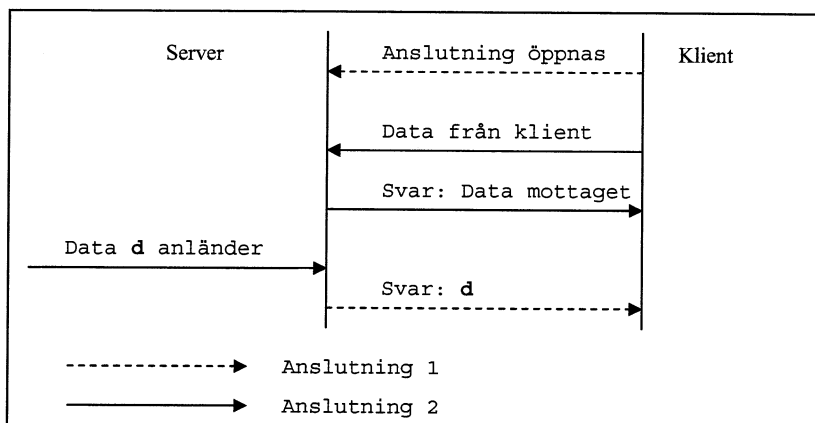 Server
Anslutning öppnas
Klient
Data från klient
Svar: Data mottaget
Data d anländer
Svar: d
Anslutning 1
Anslutning 2